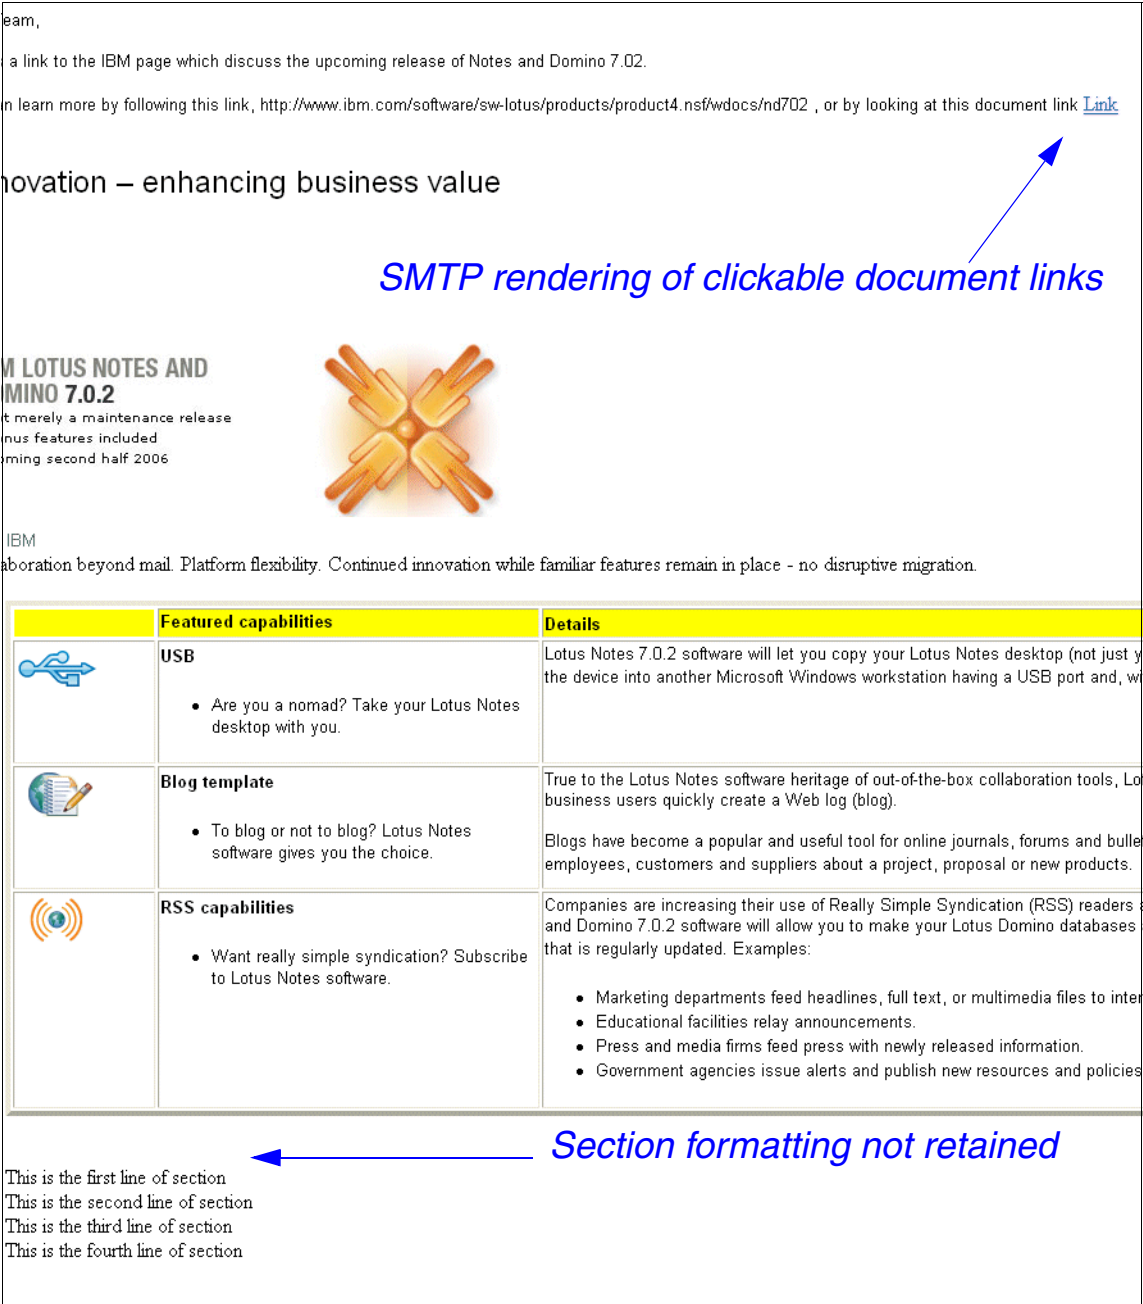 eam,
a link to the IBM page which discuss the upcoming release of Notes and Domino 7.02.
n learn more by following this link, http://www.ibm.com/software/sw-lotus/products/product4.nsf/wdocs/nd702 , or by looking at this document link Link
novation – enhancing business value
SMTP rendering of clickable document links
M LOTUS NOTES AND
MINO 7.0.2
t merely a maintenance release
nus features included
ming second half 2006
IBM
aboration beyond mail. Platform flexibility. Continued innovation while familiar features remain in place - no disruptive migration.
Featured capabilities
Details
USB
• Are you a nomad? Take your Lotus Notes
desktop with you.
Lotus Notes 7.0.2 software will let you copy your Lotus Notes desktop (not just y
the device into another Microsoft Windows workstation having a USB port and, wi
Blog template
• To blog or not to blog? Lotus Notes
software gives you the choice.
True to the Lotus Notes software heritage of out-of-the-box collaboration tools, Lo
business users quickly create a Web log (blog).
Blogs have become a popular and useful tool for online journals, forums and bulle
employees, customers and suppliers about a project, proposal or new products.
RSS capabilities
• Want really simple syndication? Subscribe
to Lotus Notes software.
Companies are increasing their use of Really Simple Syndication (RSS) readers a
and Domino 7.0.2 software will allow you to make your Lotus Domino databases
that is regularly updated. Examples:
• Marketing departments feed headlines, full text, or multimedia files to inter
• Educational facilities relay announcements.
• Press and media firms feed press with newly released information.
• Government agencies issue alerts and publish new resources and policies
Section formatting not retained
This is the first line of section
This is the second line of section
This is the third line of section
This is the fourth line of section